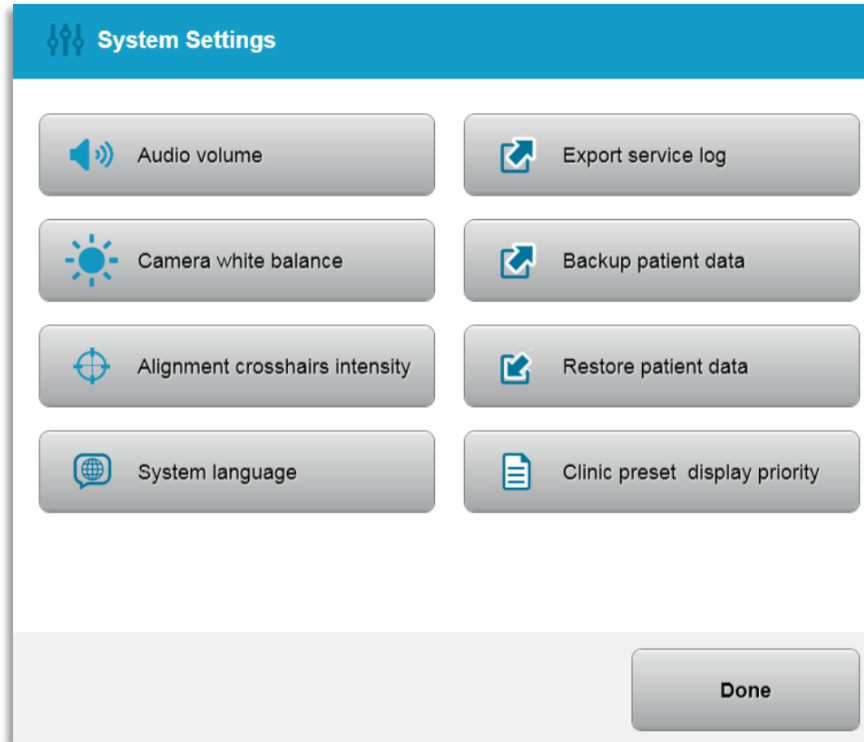 System Settings
Audio volume
Export service log
Camera white balance
Backup patient data
Alignment crosshairs intensity
Restore patient data
System language
Clinic preset display priority
Done